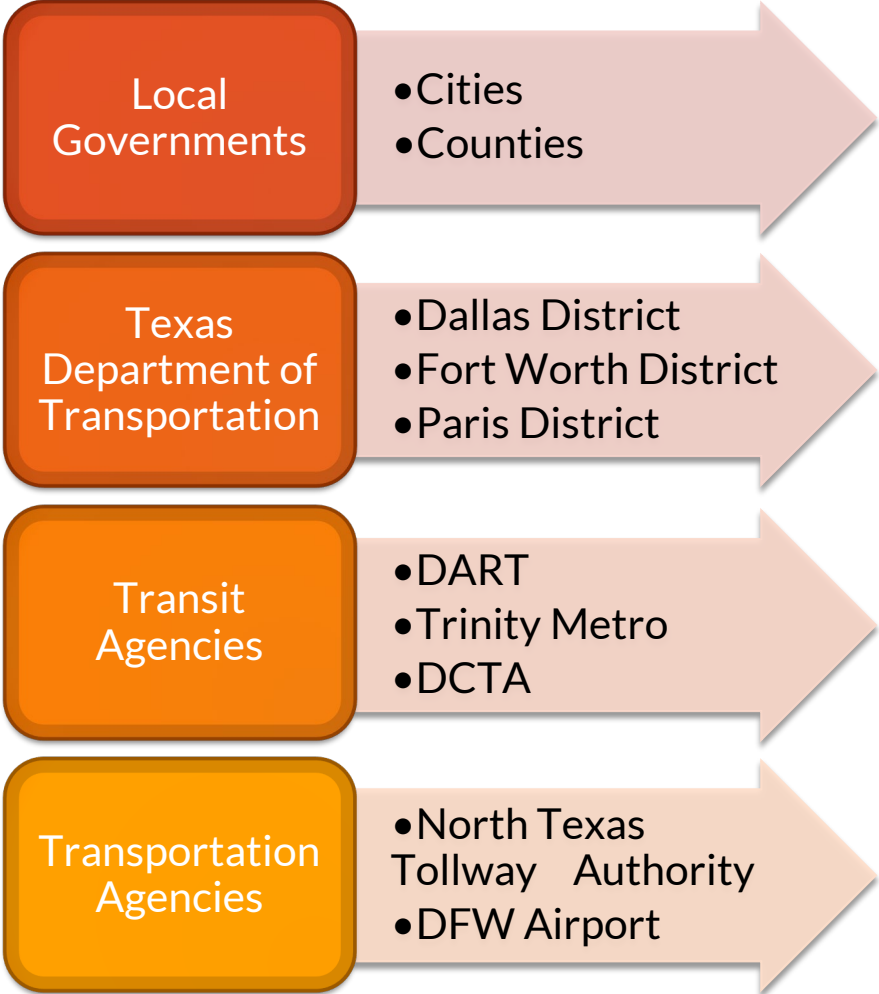 Local
Governments
•Cities
•Counties
Texas
Department of
Transportation
•Dallas District
•Fort Worth District
•Paris District
Transit
Agencies
•DART
•Trinity Metro
•DCTA
Transportation
Agencies
•North Texas
Tollway Authority
•DFW Airport